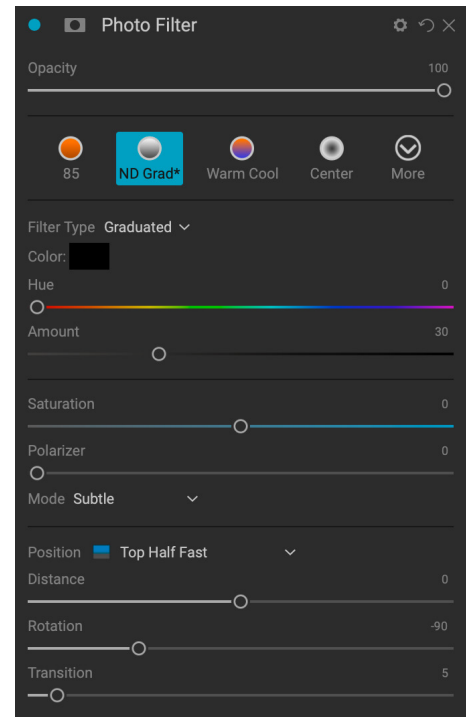 Photo Filter
Opacity 100
85 ND Grad* Warm Cool Center More
Filter Type Graduated
Color:
Hue 0
Amount 30
Saturation 0
Polarizer 0
Mode Subtle
Position Top Half Fast
Distance 0
Rotation -90
Transition 5